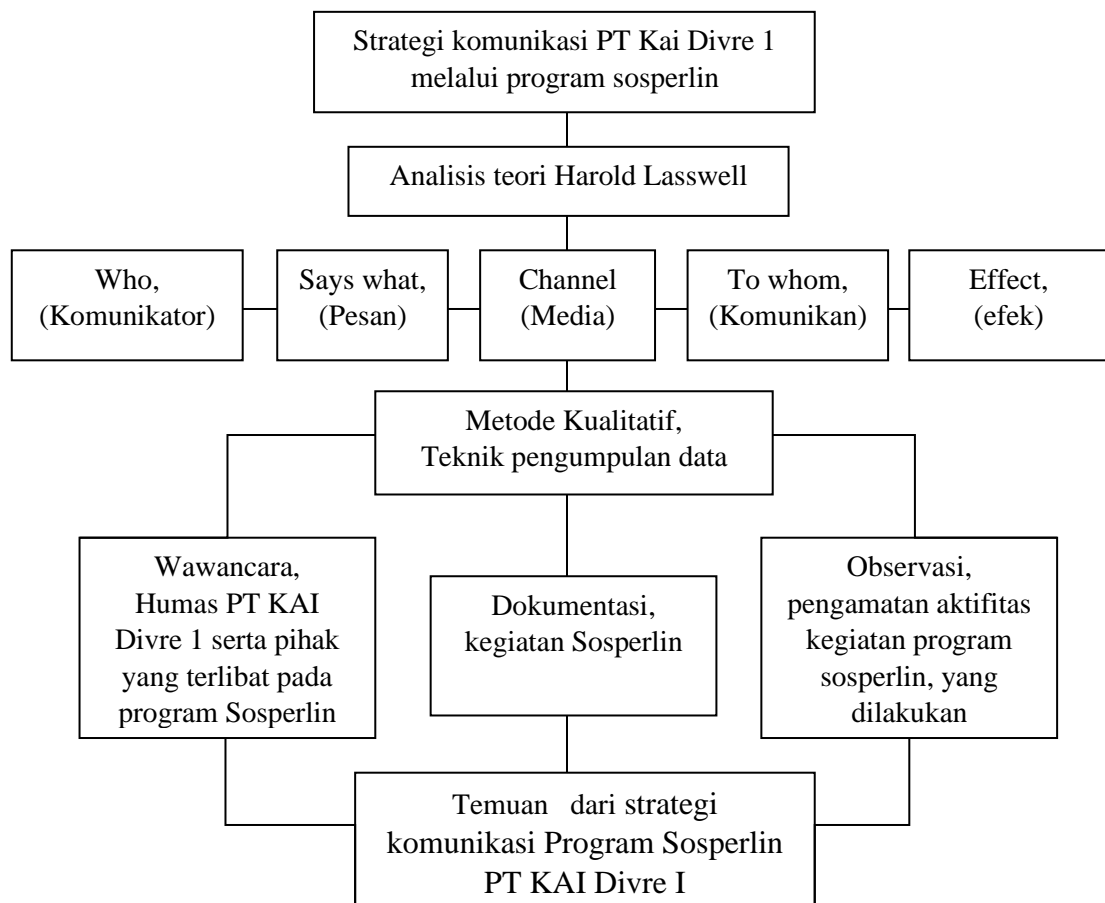 Strategi komunikasi PT Kai Divre 1
melalui program sosperlin
Analisis teori Harold Lasswell
Who,
(Komunikator)
Says what,
(Pesan)
Channel
(Media)
To whom,
(Komunikan)
Effect,
(efek)
Metode Kualitatif,
Teknik pengumpulan data
Wawancara,
Humas PT KAI
Divre 1 serta pihak
yang terlibat pada
program Sosperlin
Dokumentasi,
kegiatan Sosperlin
Observasi,
pengamatan aktifitas
kegiatan program
sosperlin, yang
dilakukan
Temuan dari strategi
komunikasi Program Sosperlin
PT KAI Divre I